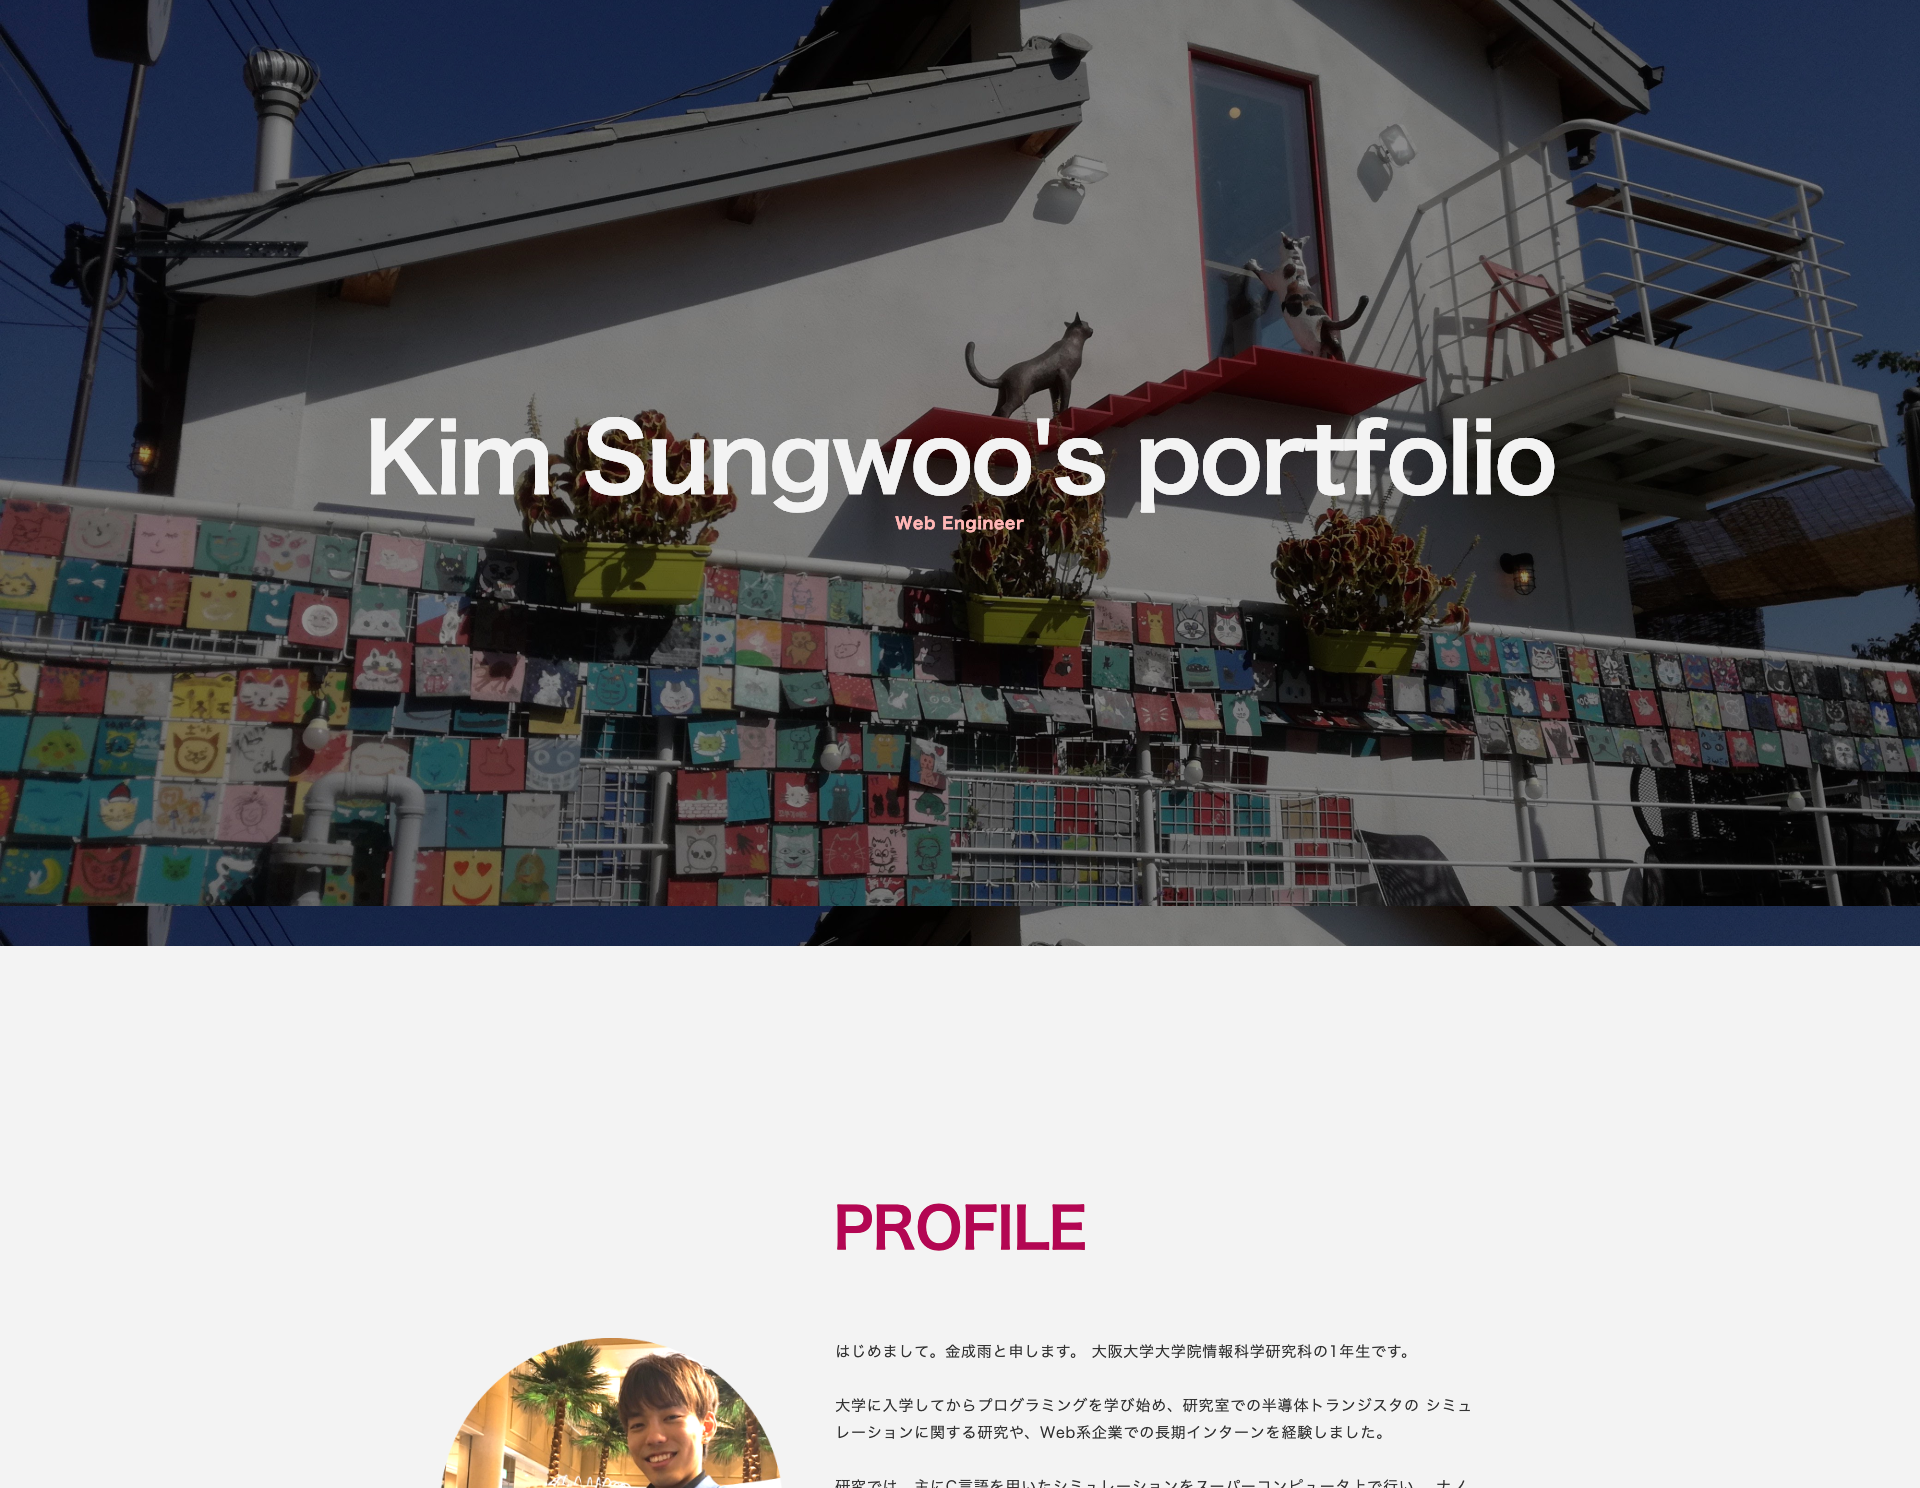 Kim Sungwoo's portfolio
Web Engineer
PROFILE
はじめまして。金成雨と申します。 大阪大学大学院情報科学研究科の1年生です。
大学に入学してからプログラミングを学び始め、研究室での半導体トランジスタの シミュ
レーションに関する研究や、Web系企業での長期インターンを経験しました。
研究では、主にC言語を用いたシミュレーションをスーパーコンピュータ上で行い、 ナノ